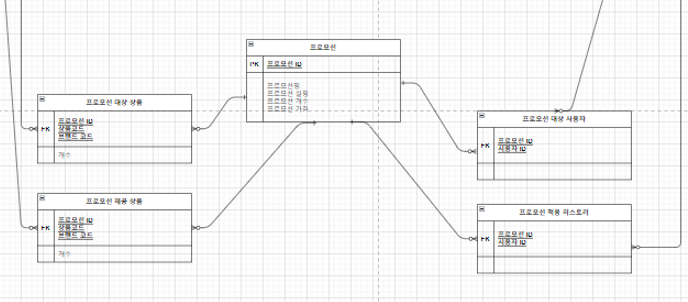 프로모션
PK
프로모션 ID
프로모션명
프로모션 설명
프로모션 개수
프로모션 가격
프로모션 대상 상품
FK
프로모션 ID
상품코드
브랜드 코드
개수
프로모션 대상 사용자
FK
프로모션 ID
사용자 ID
프로모션 제공 상품
FK
프로모션 ID
상품코드
브랜드 코드
개수
프로모션 적용 히스토리
FK
프로모션 ID
사용자 ID